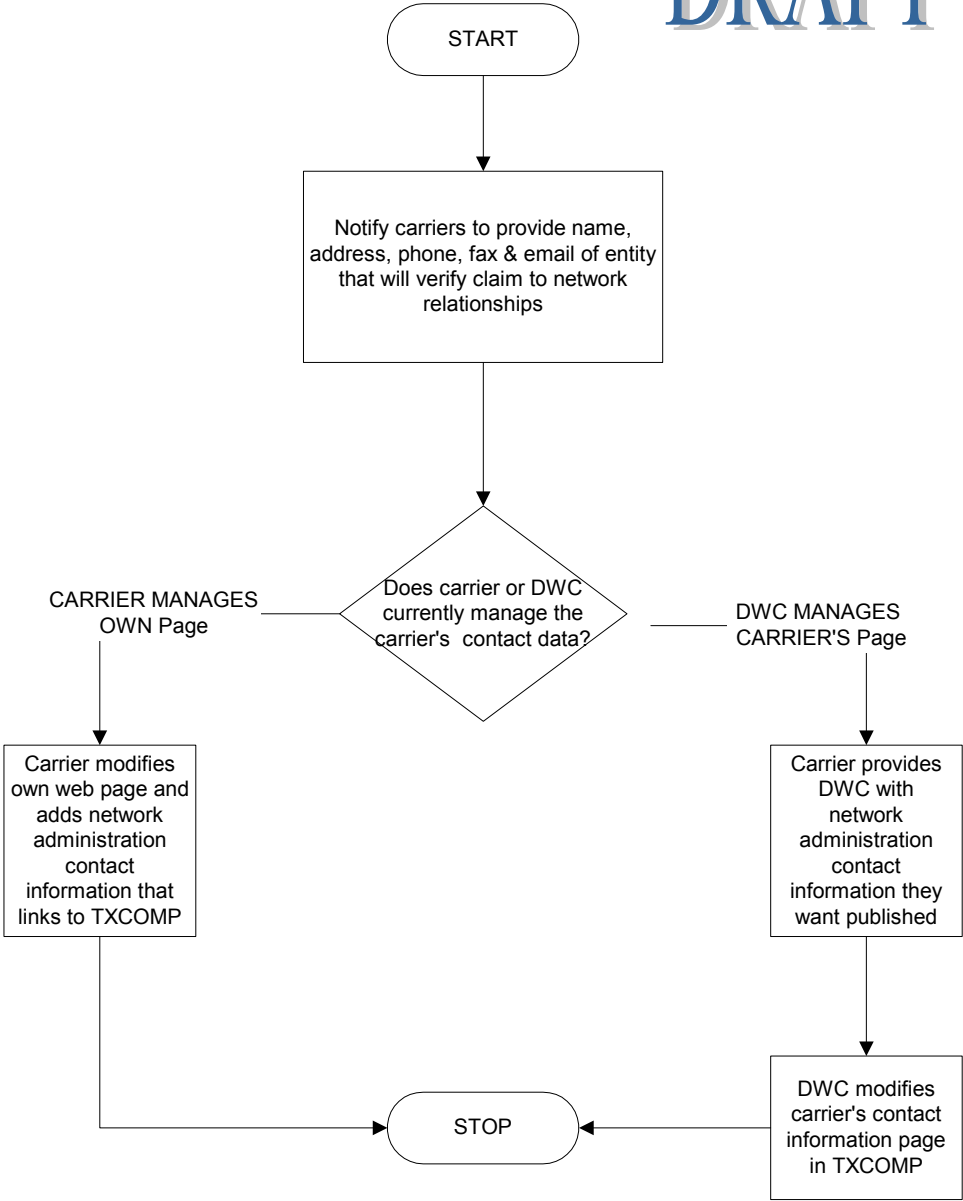 DRAFT
START
Notify carriers to provide name,
address, phone, fax & email of entity
that will verify claim to network
relationships
Does carrier or DWC
currently manage the
carrier's contact data?
CARRIER MANAGES
OWN Page
DWC MANAGES
CARRIER'S Page
Carrier modifies
own web page and
adds network
administration
contact
information that
links to TXCOMP
Carrier provides
DWC with
network
administration
contact
information they
want published
DWC modifies
carrier's contact
information page
in TXCOMP
STOP